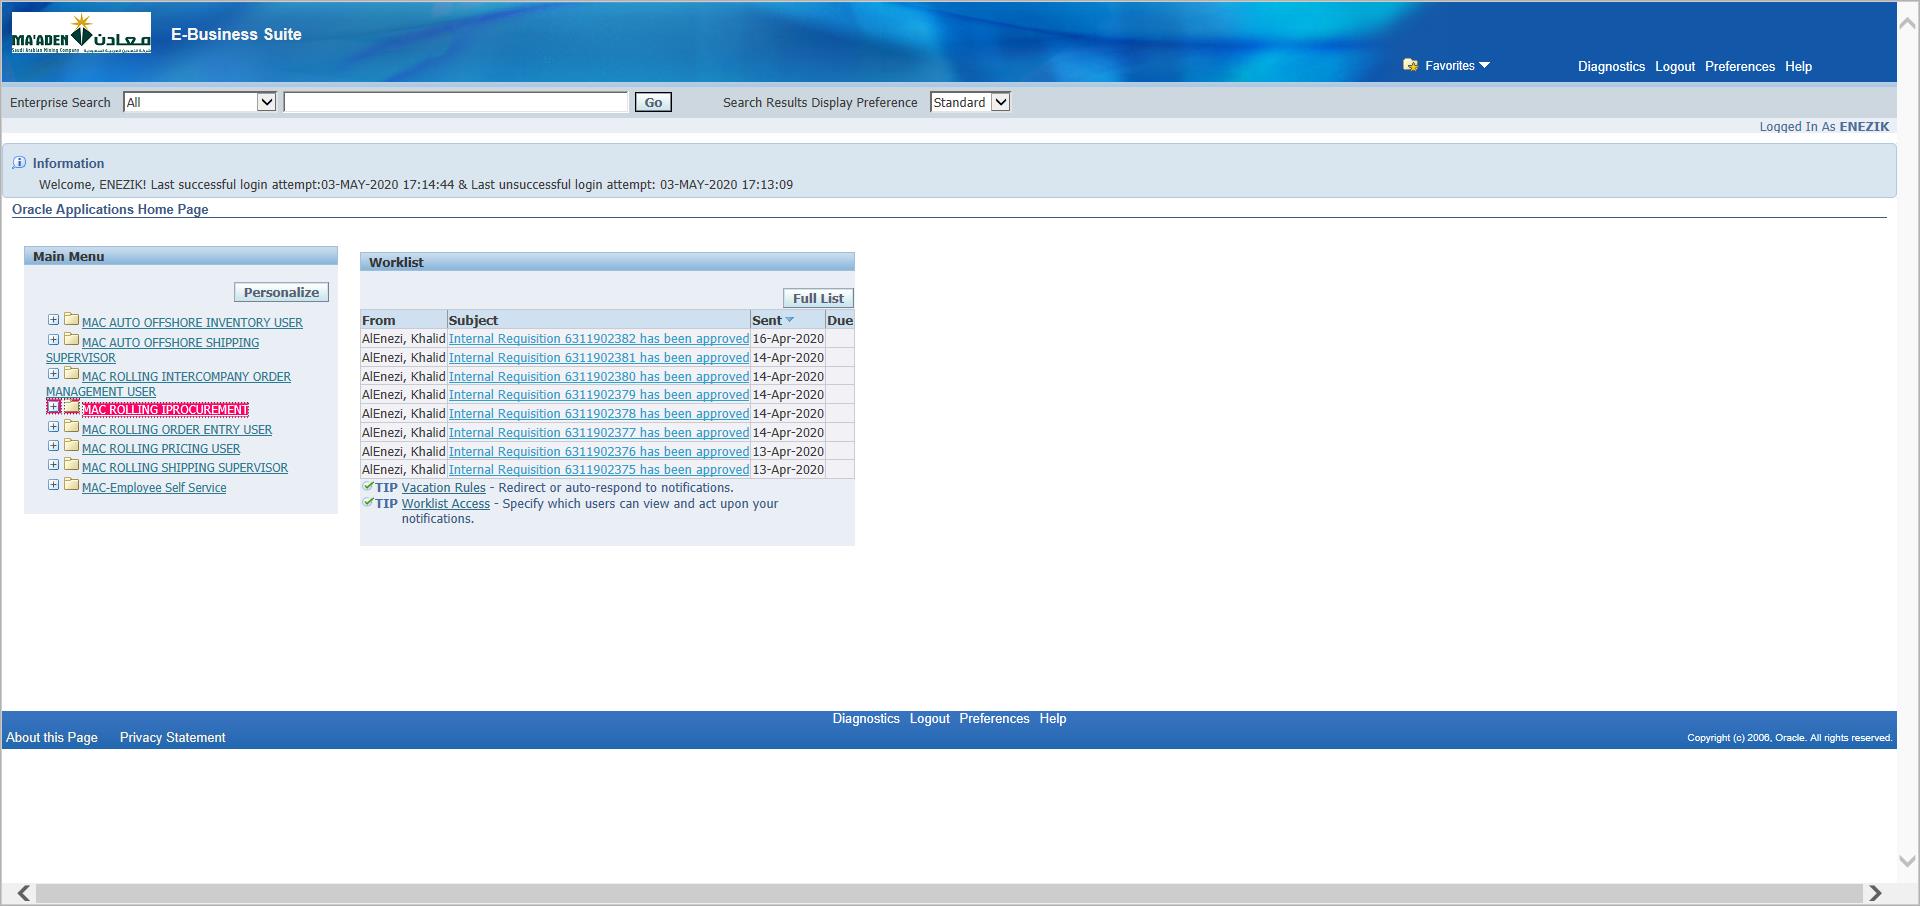 MA'ADEN معادن
Saudi Arabian Mining Company
E-Business Suite
Favorites
Diagnostics Logout Preferences Help
Enterprise Search All Go Search Results Display Preference Standard
Logged In As ENEZIK
Information
Welcome, ENEZIK! Last successful login attempt:03-MAY-2020 17:14:44 & Last unsuccessful login attempt: 03-MAY-2020 17:13:09
Oracle Applications Home Page
Main Menu
Personalize
MAC AUTO OFFSHORE INVENTORY USER
MAC AUTO OFFSHORE SHIPPING
SUPERVISOR
MAC ROLLING INTERCOMPANY ORDER
MANAGEMENT USER
MAC ROLLING IPROCUREMENT
MAC ROLLING ORDER ENTRY USER
MAC ROLLING PRICING USER
MAC ROLLING SHIPPING SUPERVISOR
MAC-Employee Self Service
Worklist
Full List
From Subject Sent Due
AlEnezi, Khalid Internal Requisition 6311902382 has been approved 16-Apr-2020
AlEnezi, Khalid Internal Requisition 6311902381 has been approved 14-Apr-2020
AlEnezi, Khalid Internal Requisition 6311902380 has been approved 14-Apr-2020
AlEnezi, Khalid Internal Requisition 6311902379 has been approved 14-Apr-2020
AlEnezi, Khalid Internal Requisition 6311902378 has been approved 14-Apr-2020
AlEnezi, Khalid Internal Requisition 6311902377 has been approved 14-Apr-2020
AlEnezi, Khalid Internal Requisition 6311902376 has been approved 13-Apr-2020
AlEnezi, Khalid Internal Requisition 6311902375 has been approved 13-Apr-2020
TIP Vacation Rules - Redirect or auto-respond to notifications.
TIP Worklist Access - Specify which users can view and act upon your
notifications.
Diagnostics Logout Preferences Help
About this Page Privacy Statement
Copyright (c) 2006, Oracle. All rights reserved.